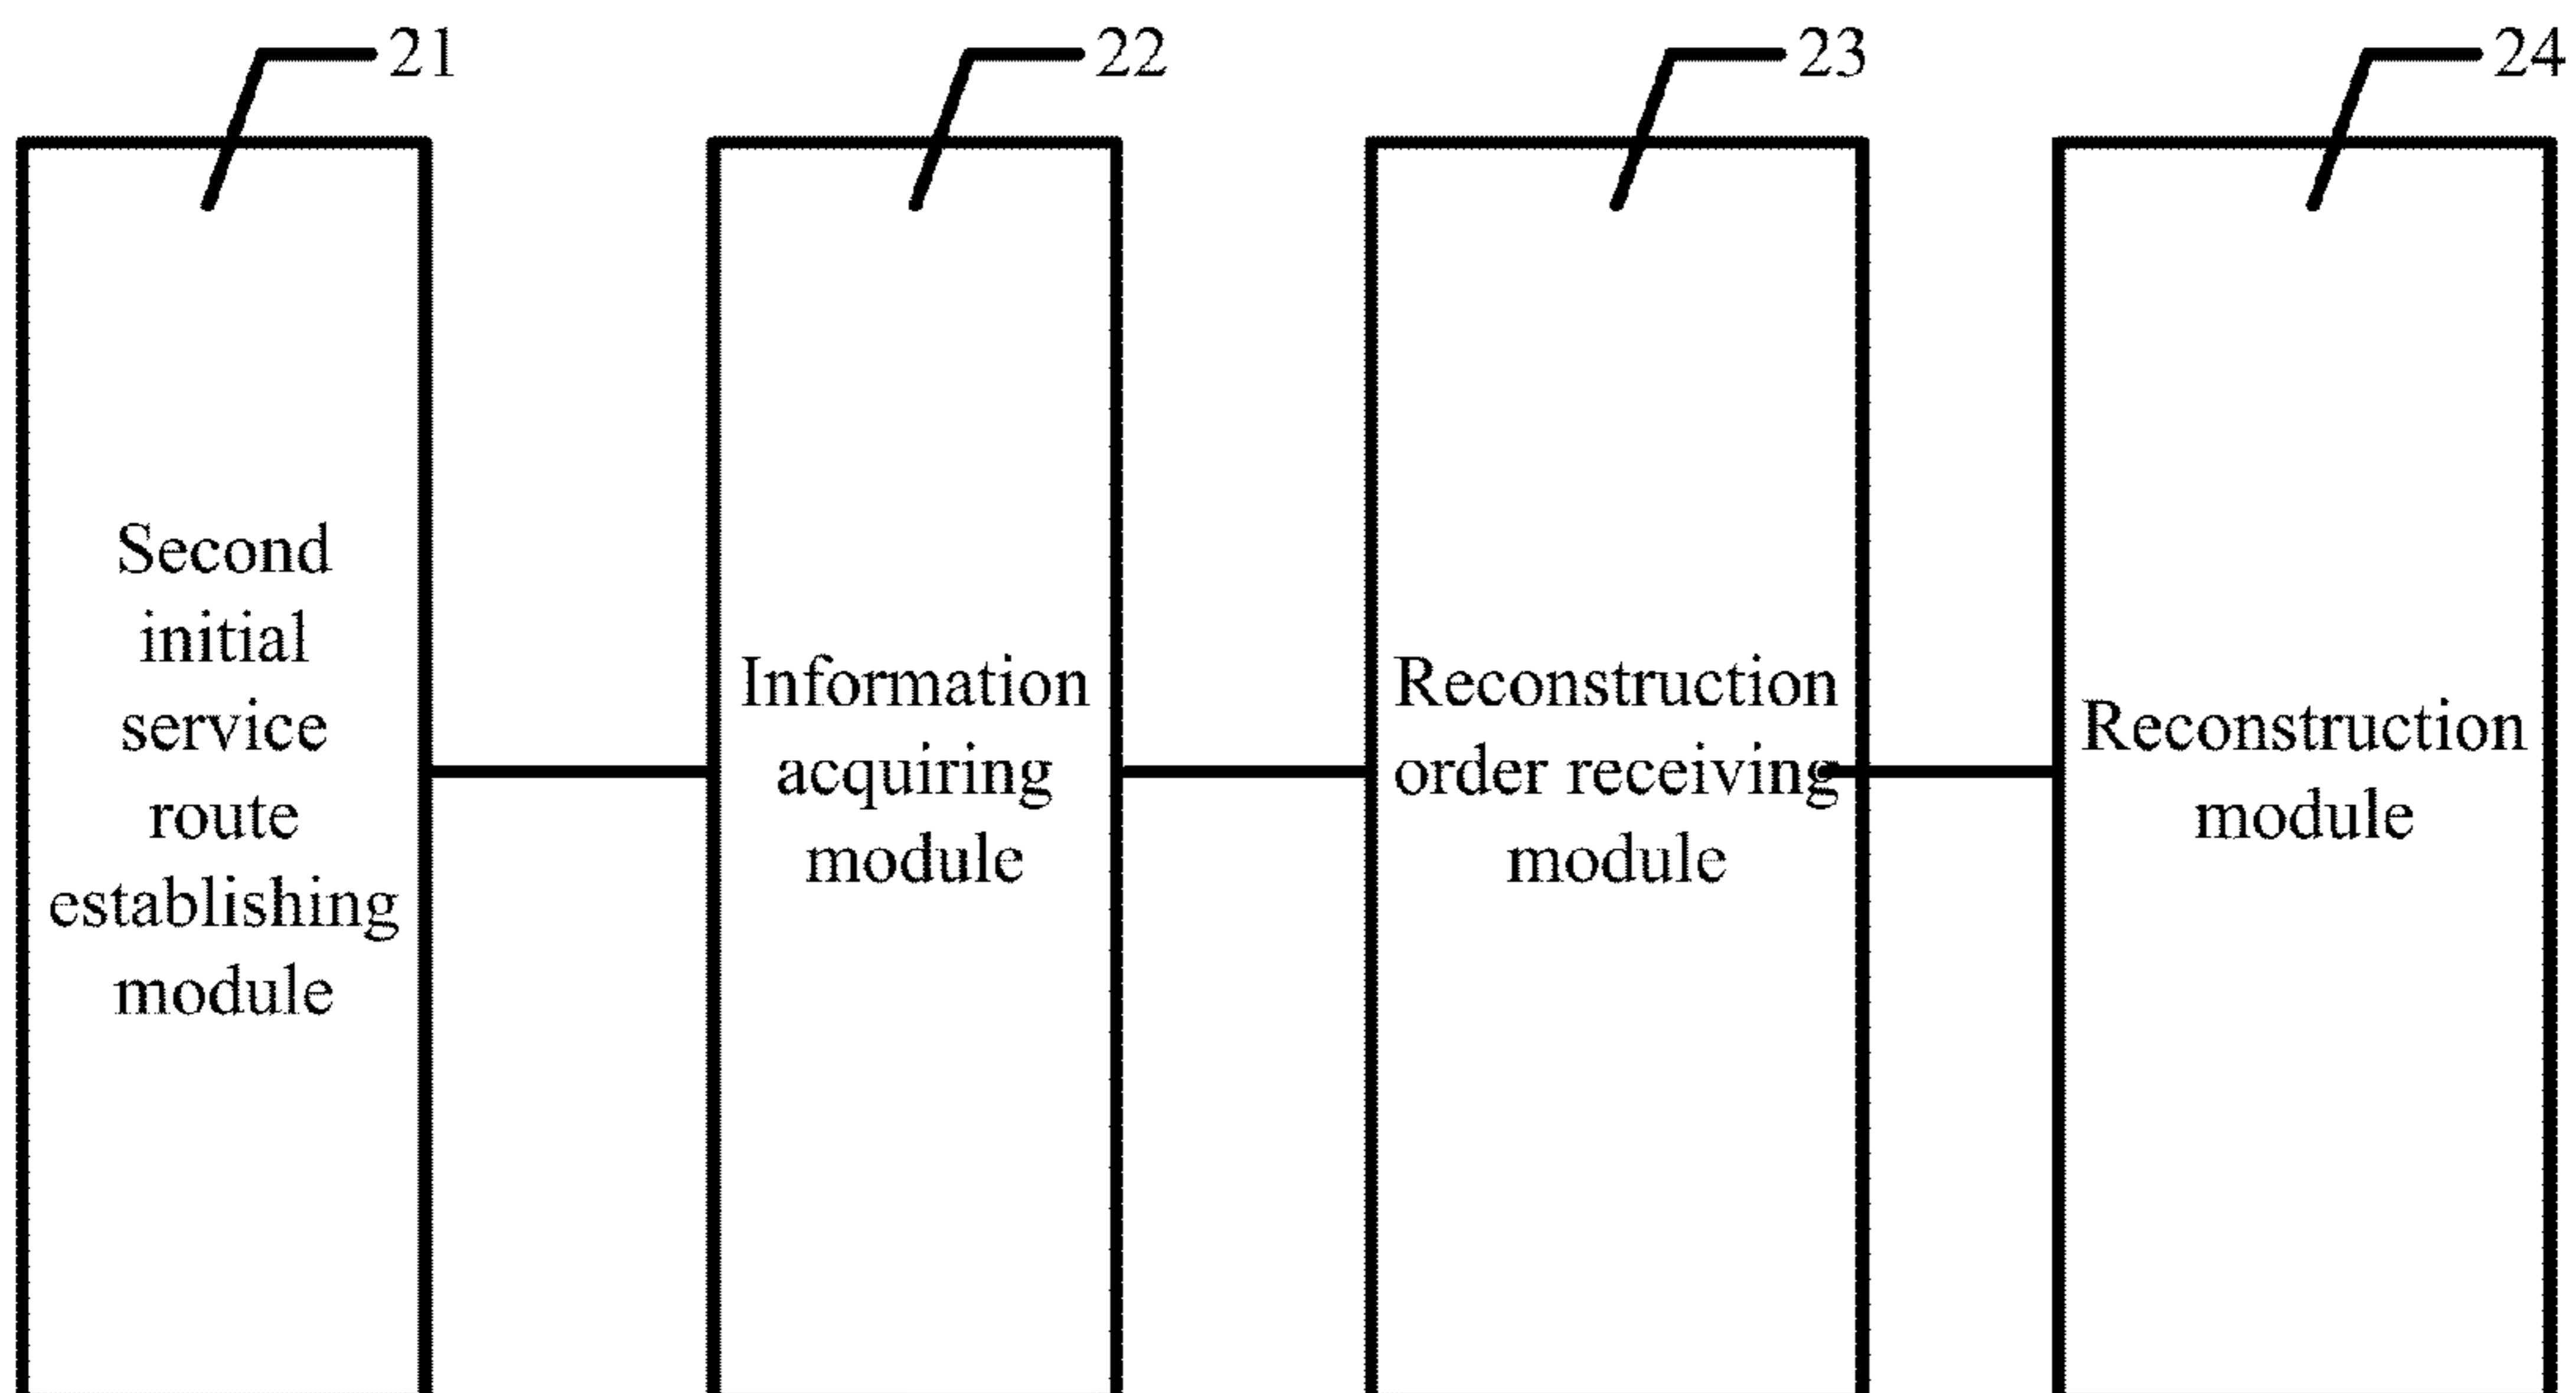 21
22
23
24
Second
initial
service
route
establishing
module
Information
acquiring
module
Reconstruction
order receiving
module
Reconstruction
module